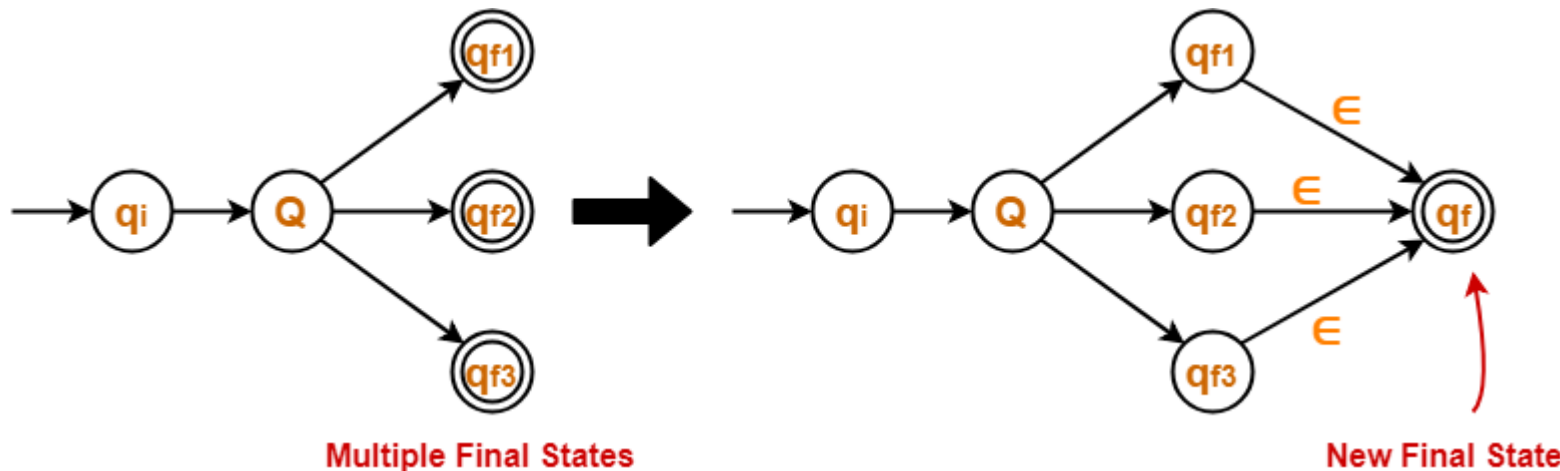 qf1
qf1
∈
qi
Q
qf2
qi
Q
qf2
∈
qf
qf3
qf3
∈
Multiple Final States
New Final State